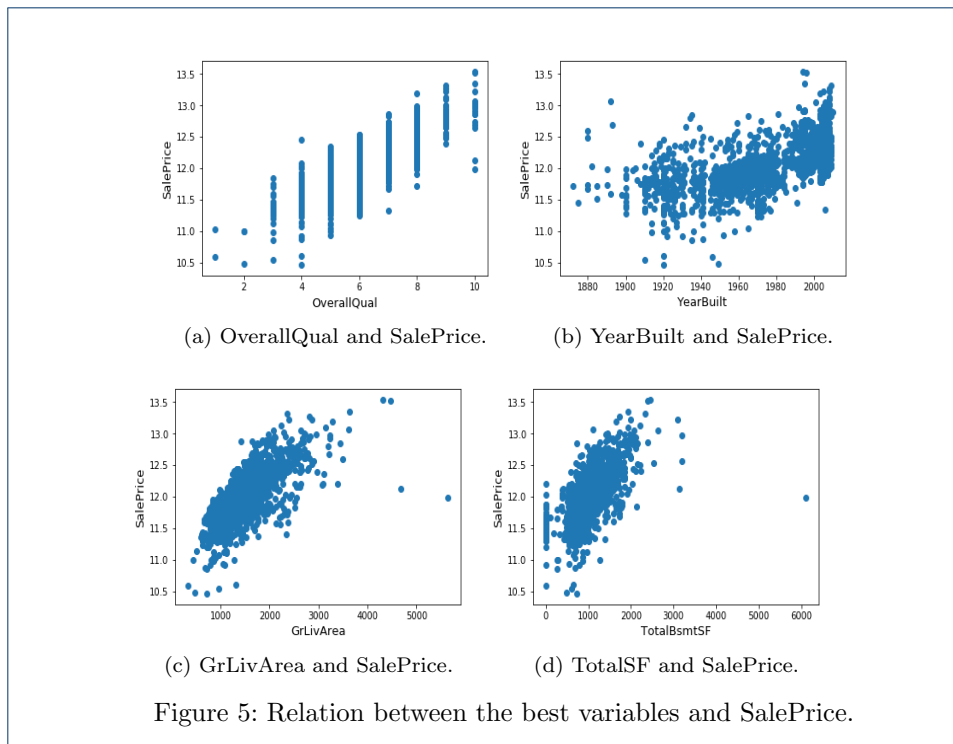 13.5
13.0
12.5
12.0
11.5
11.0
10.5
SalePrice
2 4 6 8 10
OverallQual
(a) OverallQual and SalePrice.
13.5
13.0
12.5
12.0
11.5
11.0
10.5
SalePrice
1880 1900 1920 1940 1960 1980 2000
YearBuilt
(b) YearBuilt and SalePrice.
13.5
13.0
12.5
12.0
11.5
11.0
10.5
SalePrice
1000 2000 3000 4000 5000
GrLivArea
(c) GrLivArea and SalePrice.
13.5
13.0
12.5
12.0
11.5
11.0
10.5
SalePrice
0 1000 2000 3000 4000 5000 6000
TotalBsmtSF
(d) TotalSF and SalePrice.
Figure 5: Relation between the best variables and SalePrice.